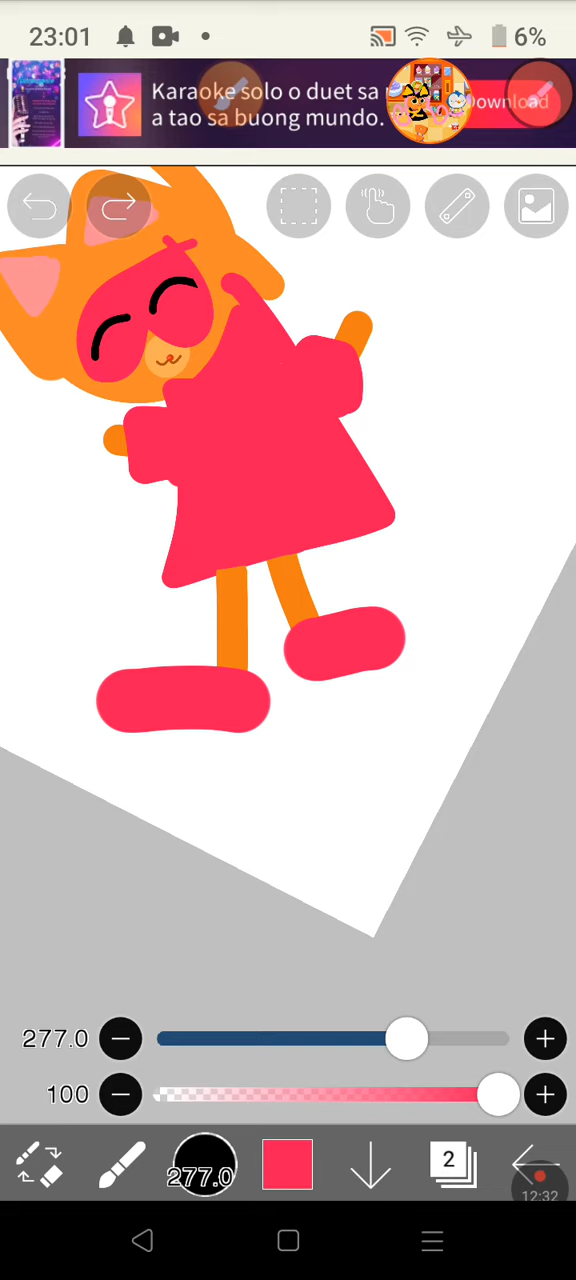 23:01
6%
Karaoke solo o duet sa
a tao sa buong mundo.
Download
277.0
100
277.0
2
12:32